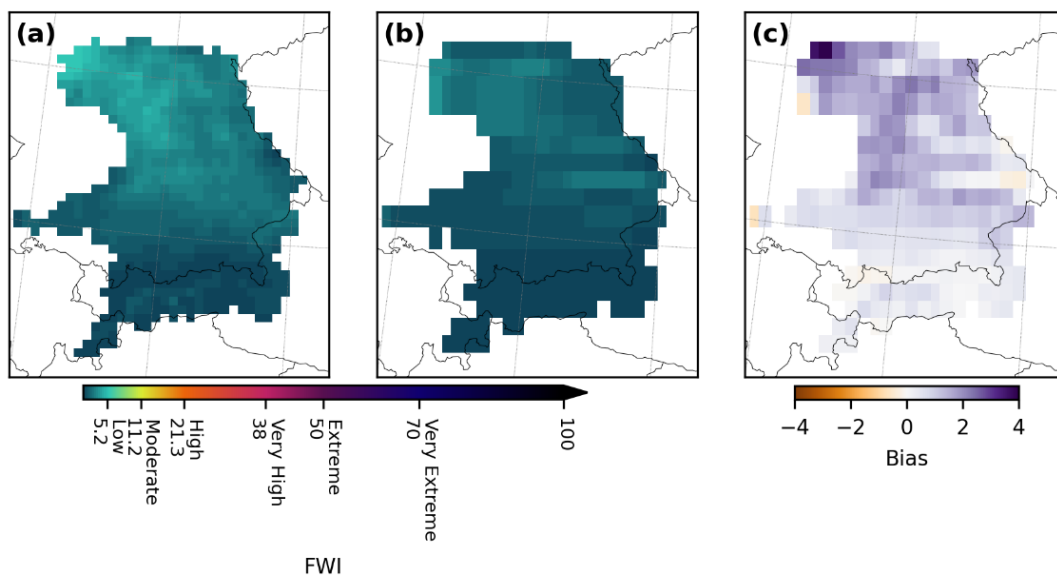 (a)
(b)
(c)
5.2
Low
11.2
Moderate
21.3
High
38
Very High
50
Extreme
70
Very Extreme
100
FWI
−4
−2
0
2
4
Bias